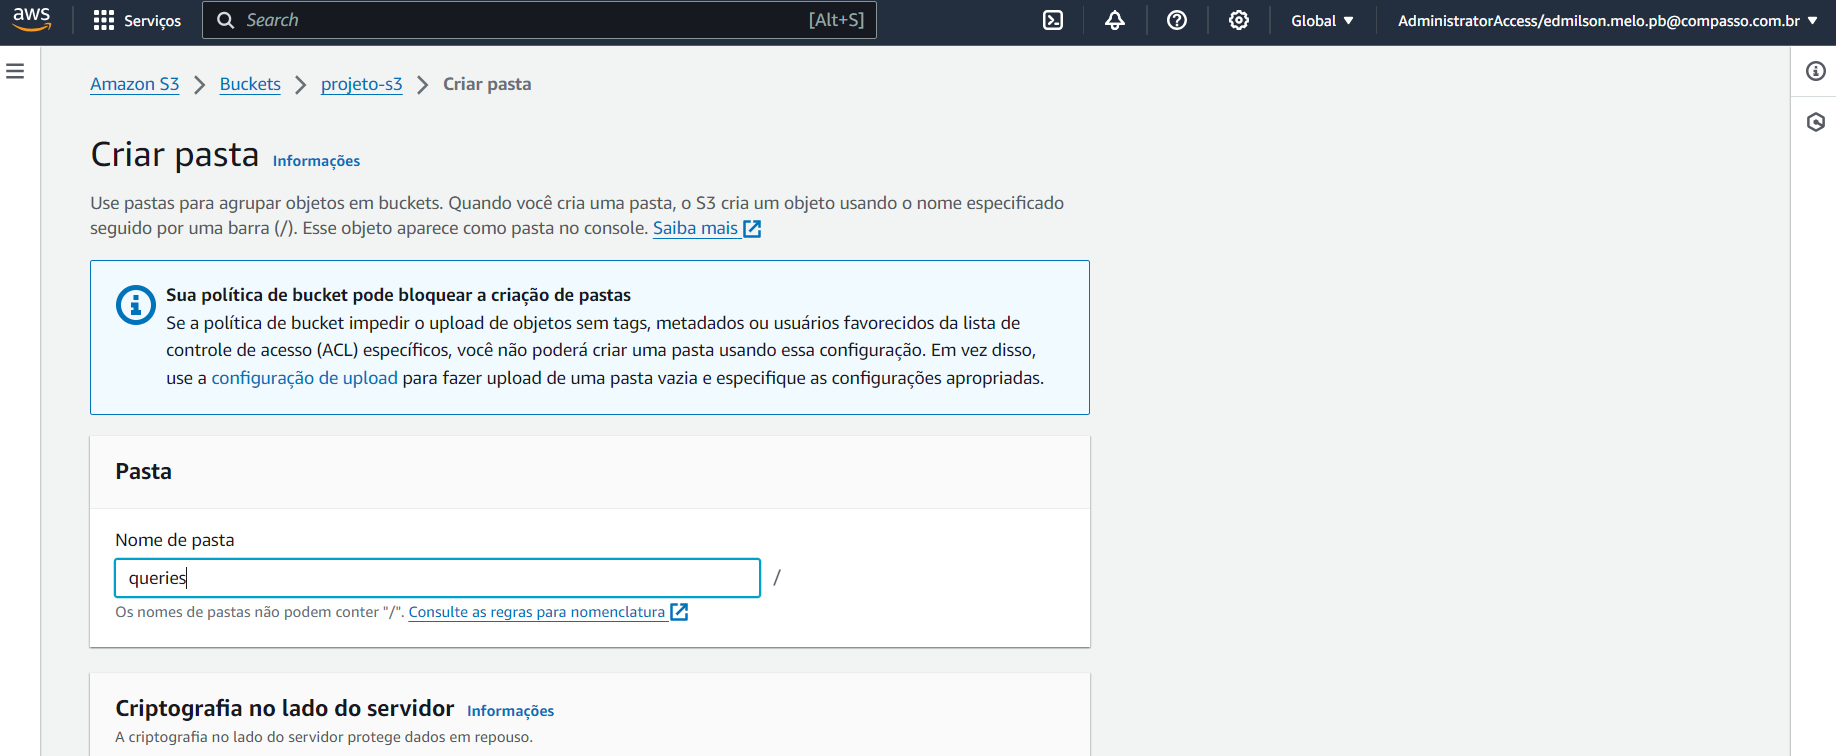 aws Serviços Search [Alt+S] Global AdministratorAccess/edmilson.melo.pb@compasso.com.br
Amazon S3 Buckets projeto-s3 Criar pasta
Criar pasta Informações
Use pastas para agrupar objetos em buckets. Quando você cria uma pasta, o S3 cria um objeto usando o nome especificado
seguido por uma barra (/). Esse objeto aparece como pasta no console. Saiba mais
Sua política de bucket pode bloquear a criação de pastas
Se a política de bucket impedir o upload de objetos sem tags, metadados ou usuários favorecidos da lista de
controle de acesso (ACL) específicos, você não poderá criar uma pasta usando essa configuração. Em vez disso,
use a configuração de upload para fazer upload de uma pasta vazia e especifique as configurações apropriadas.
Pasta
Nome de pasta
queries /
Os nomes de pastas não podem conter "/". Consulte as regras para nomenclatura
Criptografia no lado do servidor Informações
A criptografia no lado do servidor protege dados em repouso.